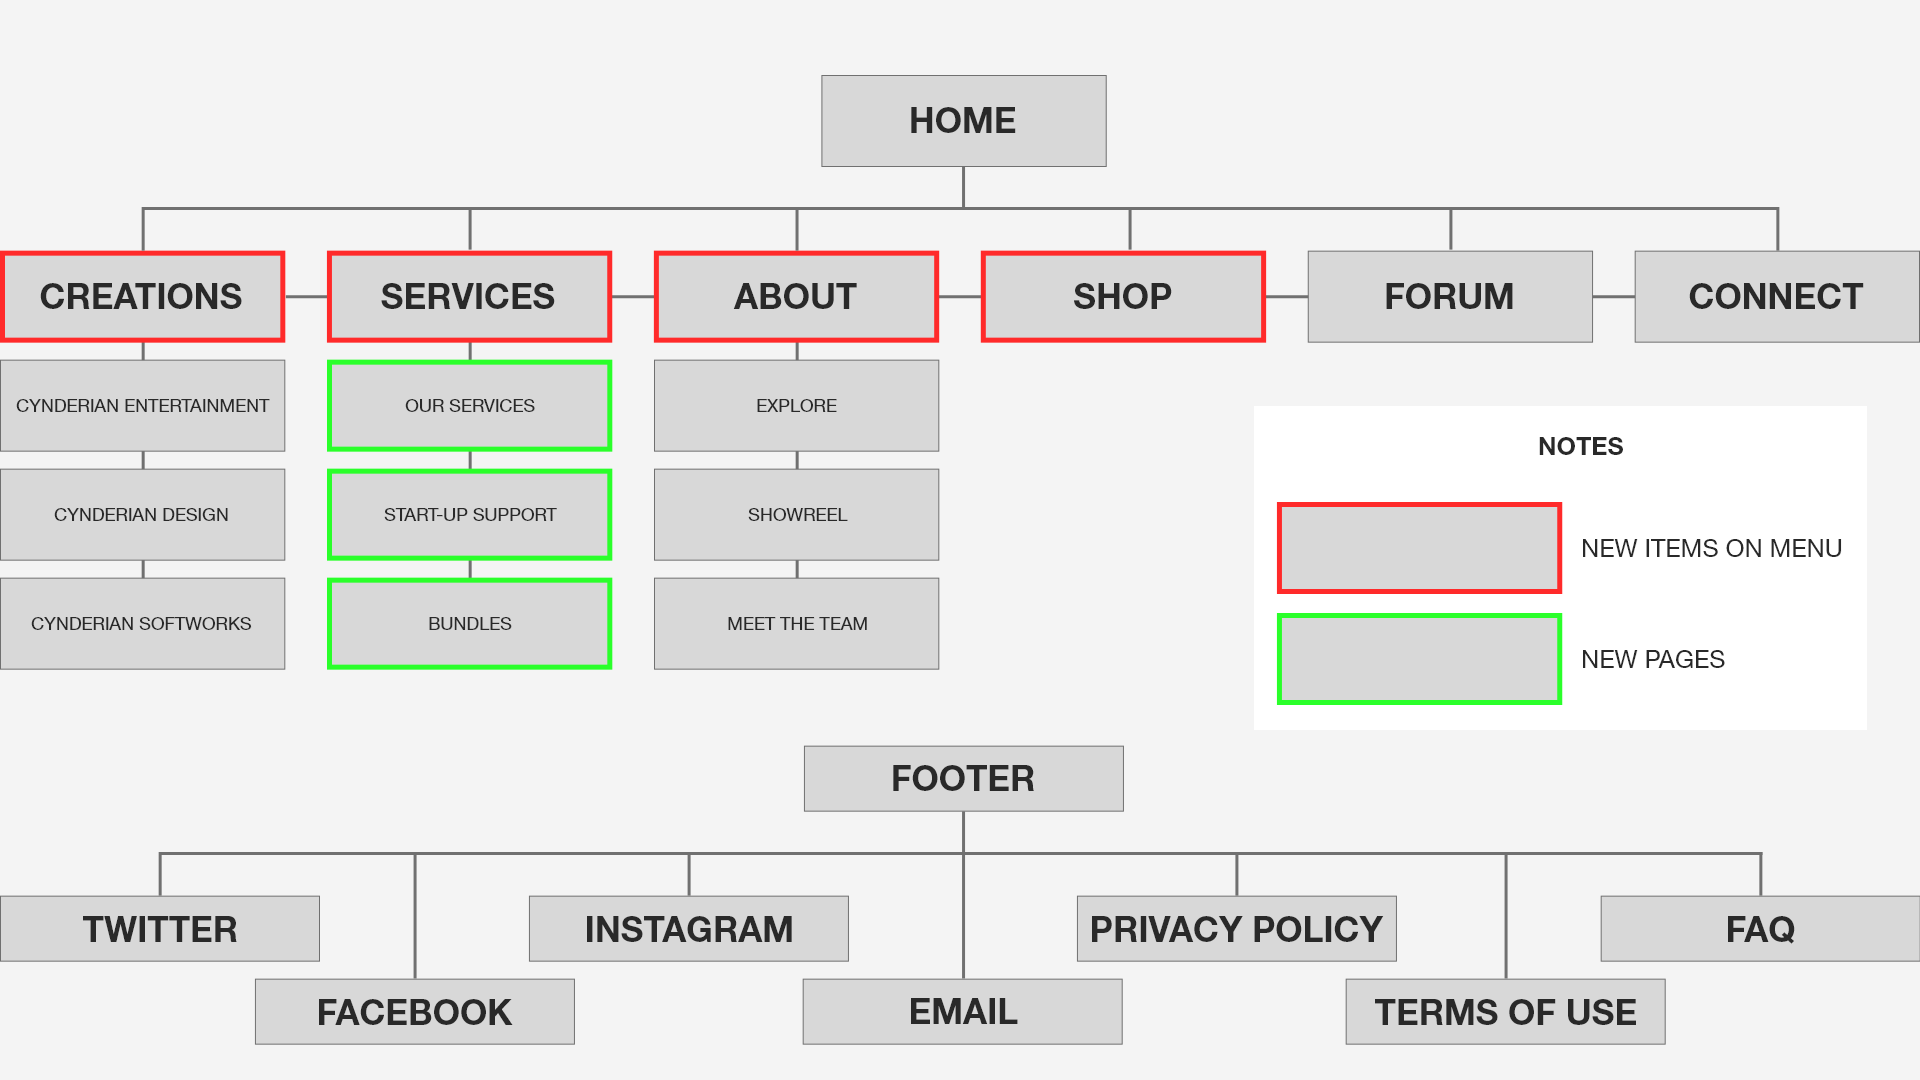 HOME
CREATIONS
SERVICES
ABOUT
SHOP
FORUM
CONNECT
CYNDERIAN ENTERTAINMENT
OUR SERVICES
EXPLORE
CYNDERIAN DESIGN
START-UP SUPPORT
SHOWREEL
CYNDERIAN SOFTWORKS
BUNDLES
MEET THE TEAM
NOTES
NEW ITEMS ON MENU
NEW PAGES
FOOTER
TWITTER
INSTAGRAM
PRIVACY POLICY
FAQ
FACEBOOK
EMAIL
TERMS OF USE